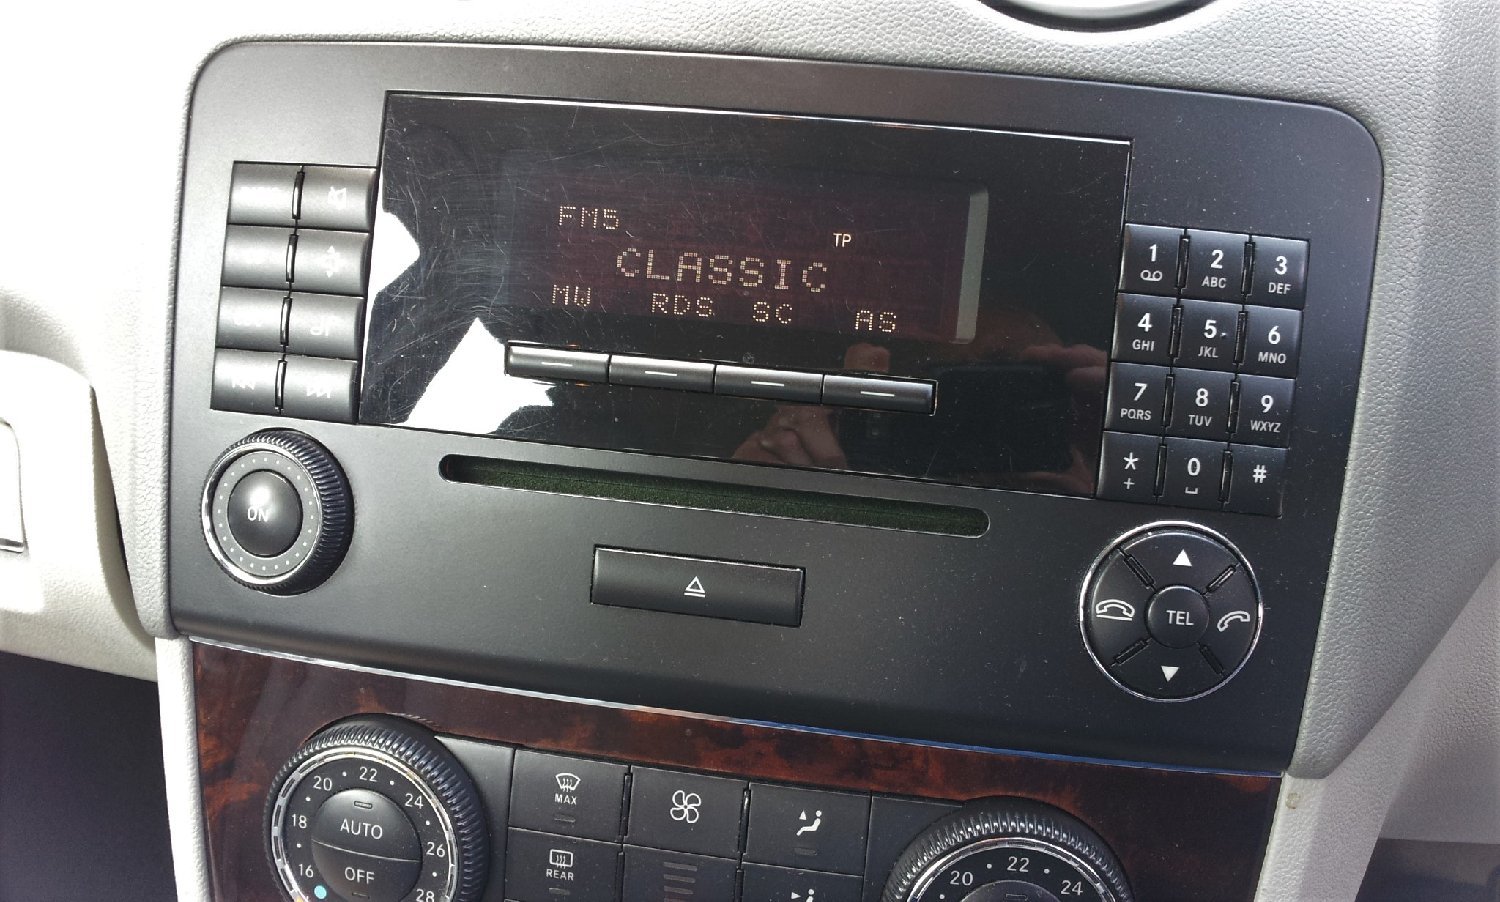 FM5
TP
CLASSIC
MW RDS SC AS
1 2 ABC 3 DEF
4 GHI 5 JKL 6 MNO
7 PQRS 8 TUV 9 WXYZ
* + 0 #
ON
TEL
20 22 24
18 AUTO 26
16 OFF 28
MAX
REAR
20 22 24